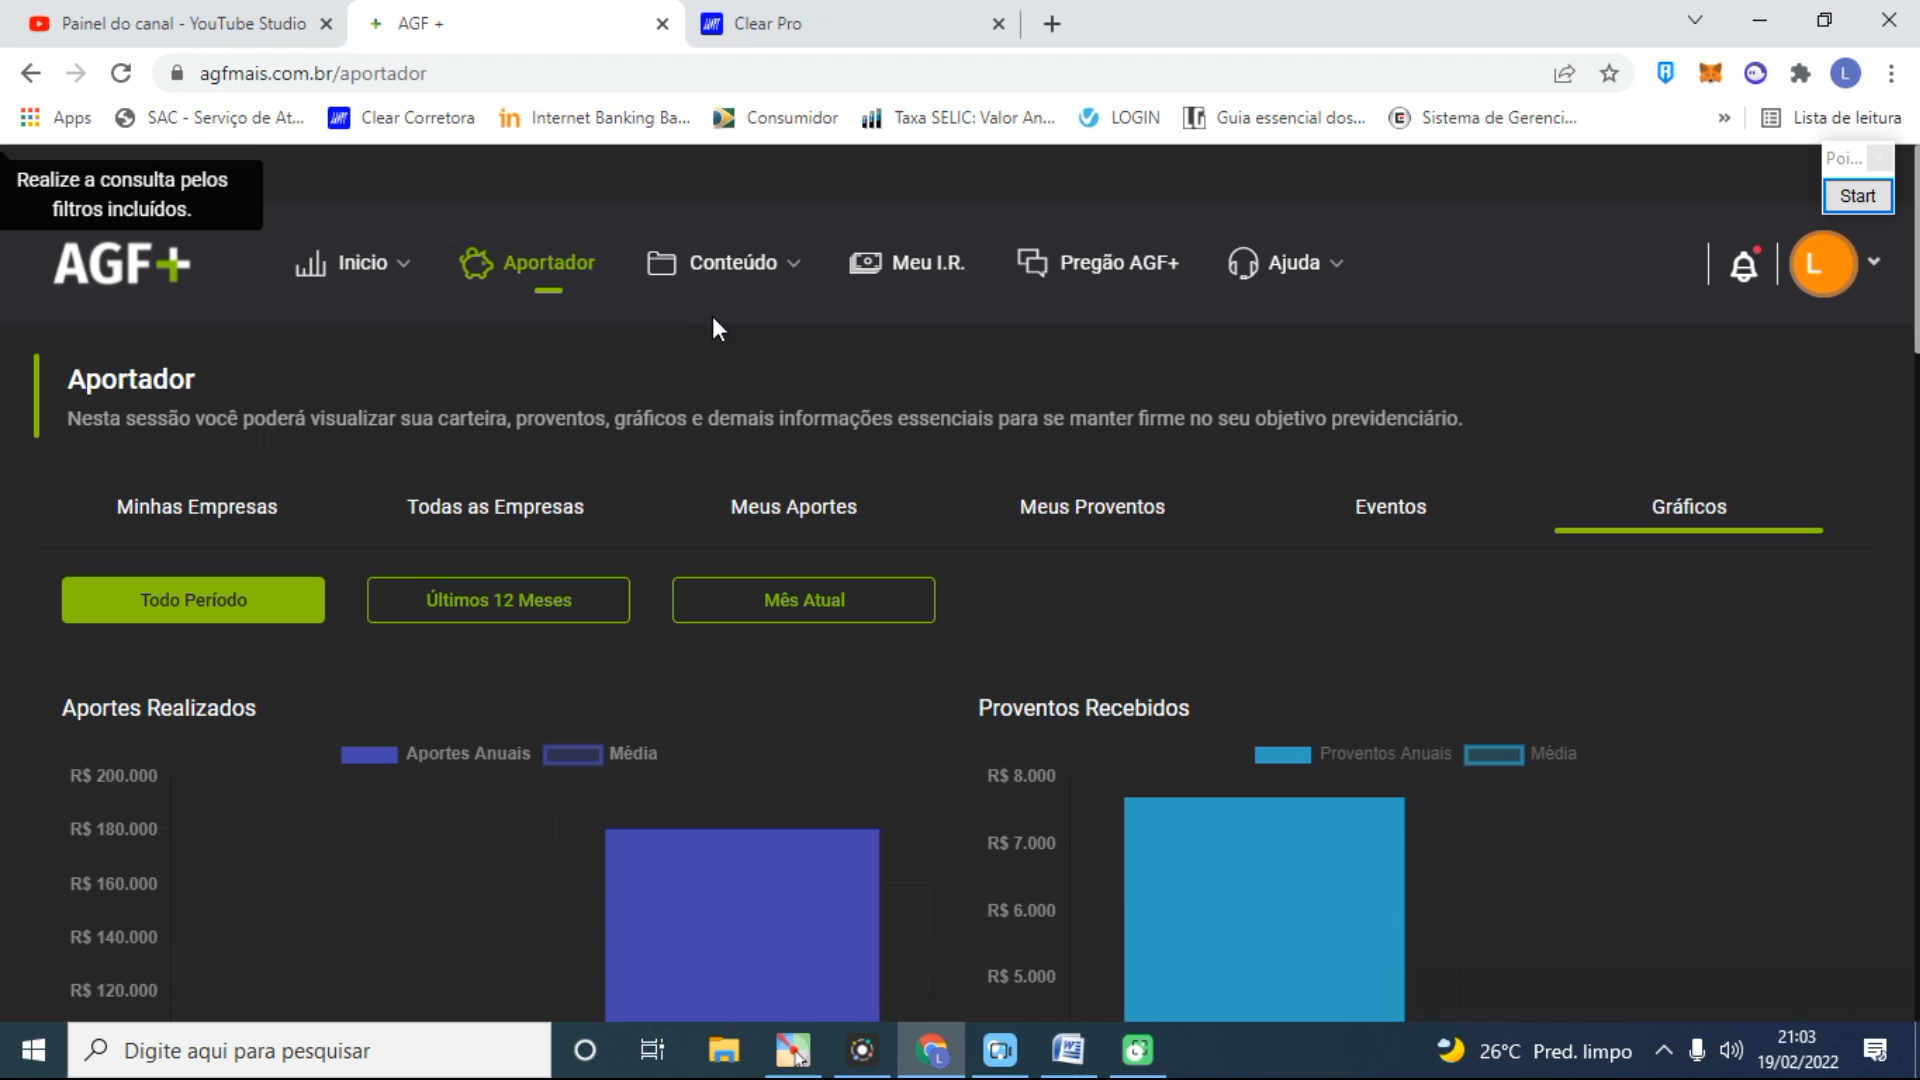 Painel do canal - YouTube Studio
AGF +
Clear Pro
agfmais.com.br/aportador
L
Apps
SAC - Serviço de At...
Clear Corretora
in
Internet Banking Ba...
Consumidor
Taxa SELIC: Valor An...
LOGIN
Guia essencial dos...
Sistema de Gerenci...
»
Lista de leitura
Poi...
Start
Realize a consulta pelos
filtros incluídos.
AGF+
Inicio
Aportador
Conteúdo
Meu I.R.
Pregão AGF+
Ajuda
L
Aportador
Nesta sessão você poderá visualizar sua carteira, proventos, gráficos e demais informações essenciais para se manter firme no seu objetivo previdenciário.
Minhas Empresas
Todas as Empresas
Meus Aportes
Meus Proventos
Eventos
Gráficos
Todo Período
Últimos 12 Meses
Mês Atual
Aportes Realizados
Aportes Anuais
Média
R$ 200.000
R$ 180.000
R$ 160.000
R$ 140.000
R$ 120.000
Proventos Recebidos
Proventos Anuais
Média
R$ 8.000
R$ 7.000
R$ 6.000
R$ 5.000
Digite aqui para pesquisar
26°C Pred. limpo
21:03
19/02/2022